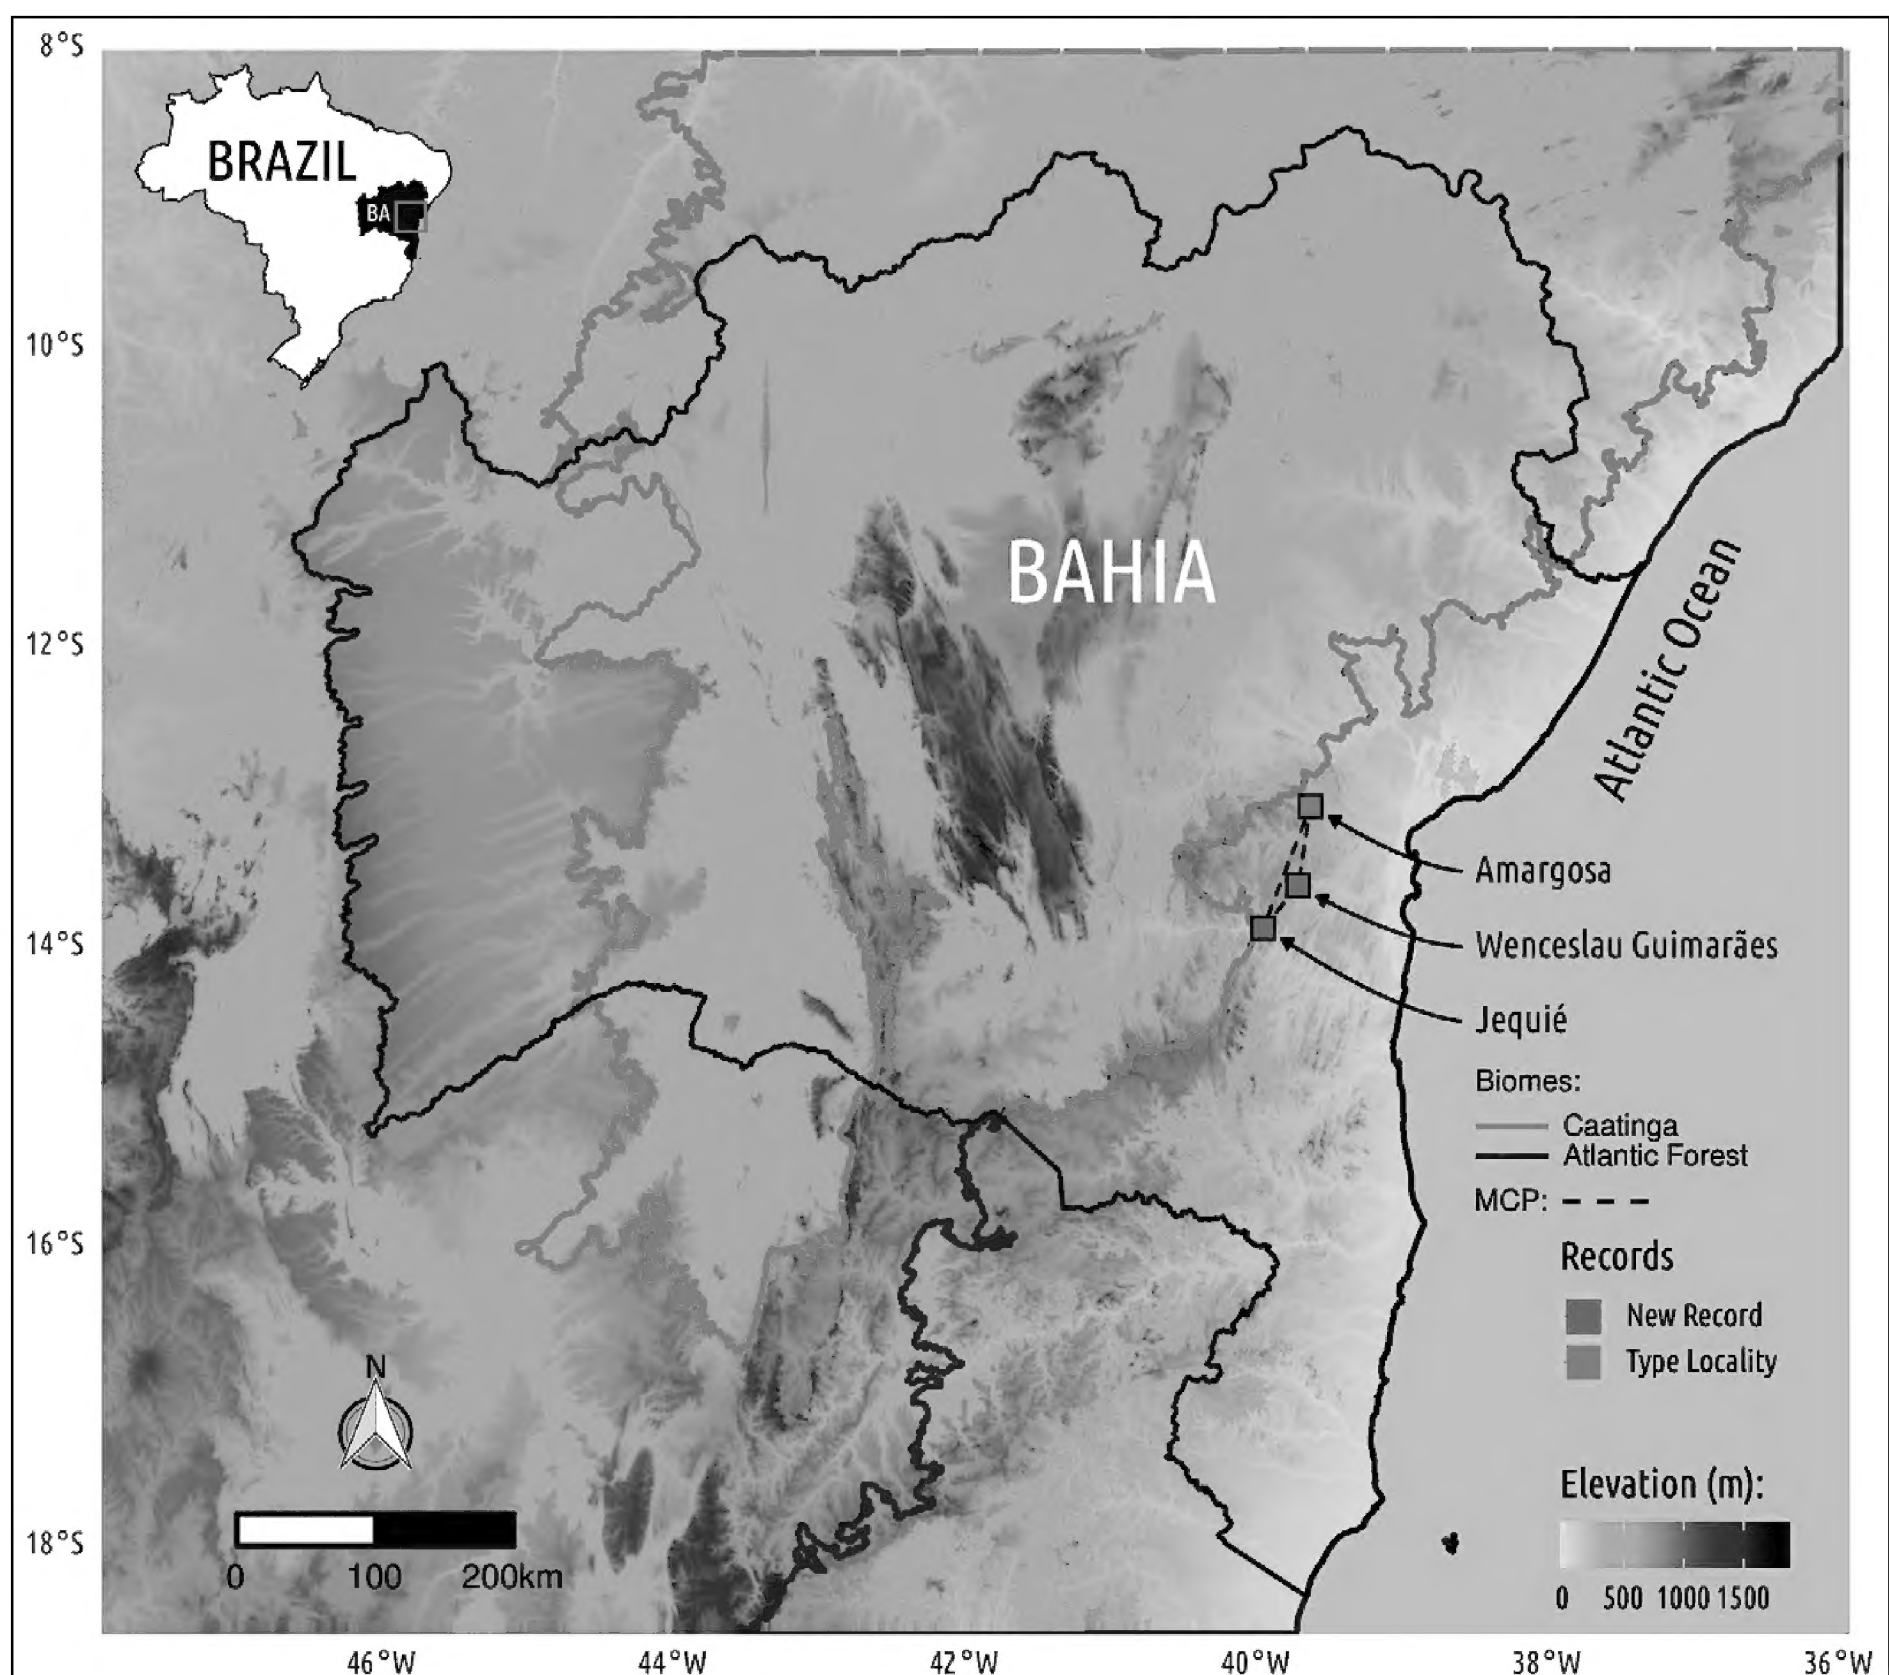 8°S
BRAZIL
BA
10°S
BAHIA
12°S
Atlantic Ocean
Amargosa
14°S
Wenceslau Guimarães
Jequié
Biomes:
Caatinga
Atlantic Forest
MCP:
16°S
Records
New Record
Type Locality
N
Elevation (m):
18°S
0 100 200km
0 500 1000 1500
46°W 44°W 42°W 40°W 38°W 36°W